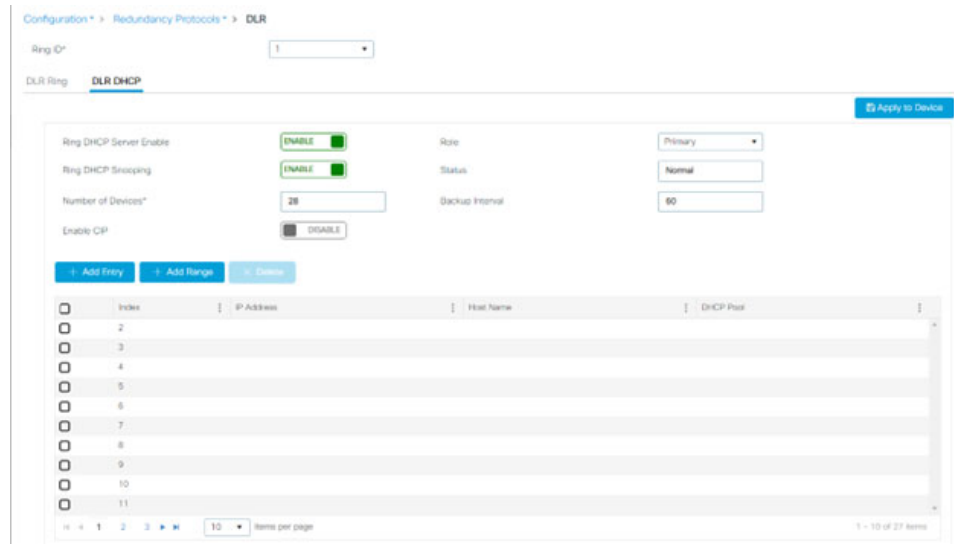 Configuration * > Redundancy Protocols * > DLR
Ring ID* 1
DLR Ring DLR DHCP
Apply to Device
Ring DHCP Server Enable ENABLE Role Primary
Ring DHCP Snooping ENABLE Status Normal
Number of Devices* 28 Backup Interval 60
Enable CIP DISABLE
+ Add Entry + Add Range × Delete
Index IP Address Host Name DHCP Pool
2
3
4
5
6
7
8
9
10
11
1 2 3 10 items per page 1 - 10 of 27 items